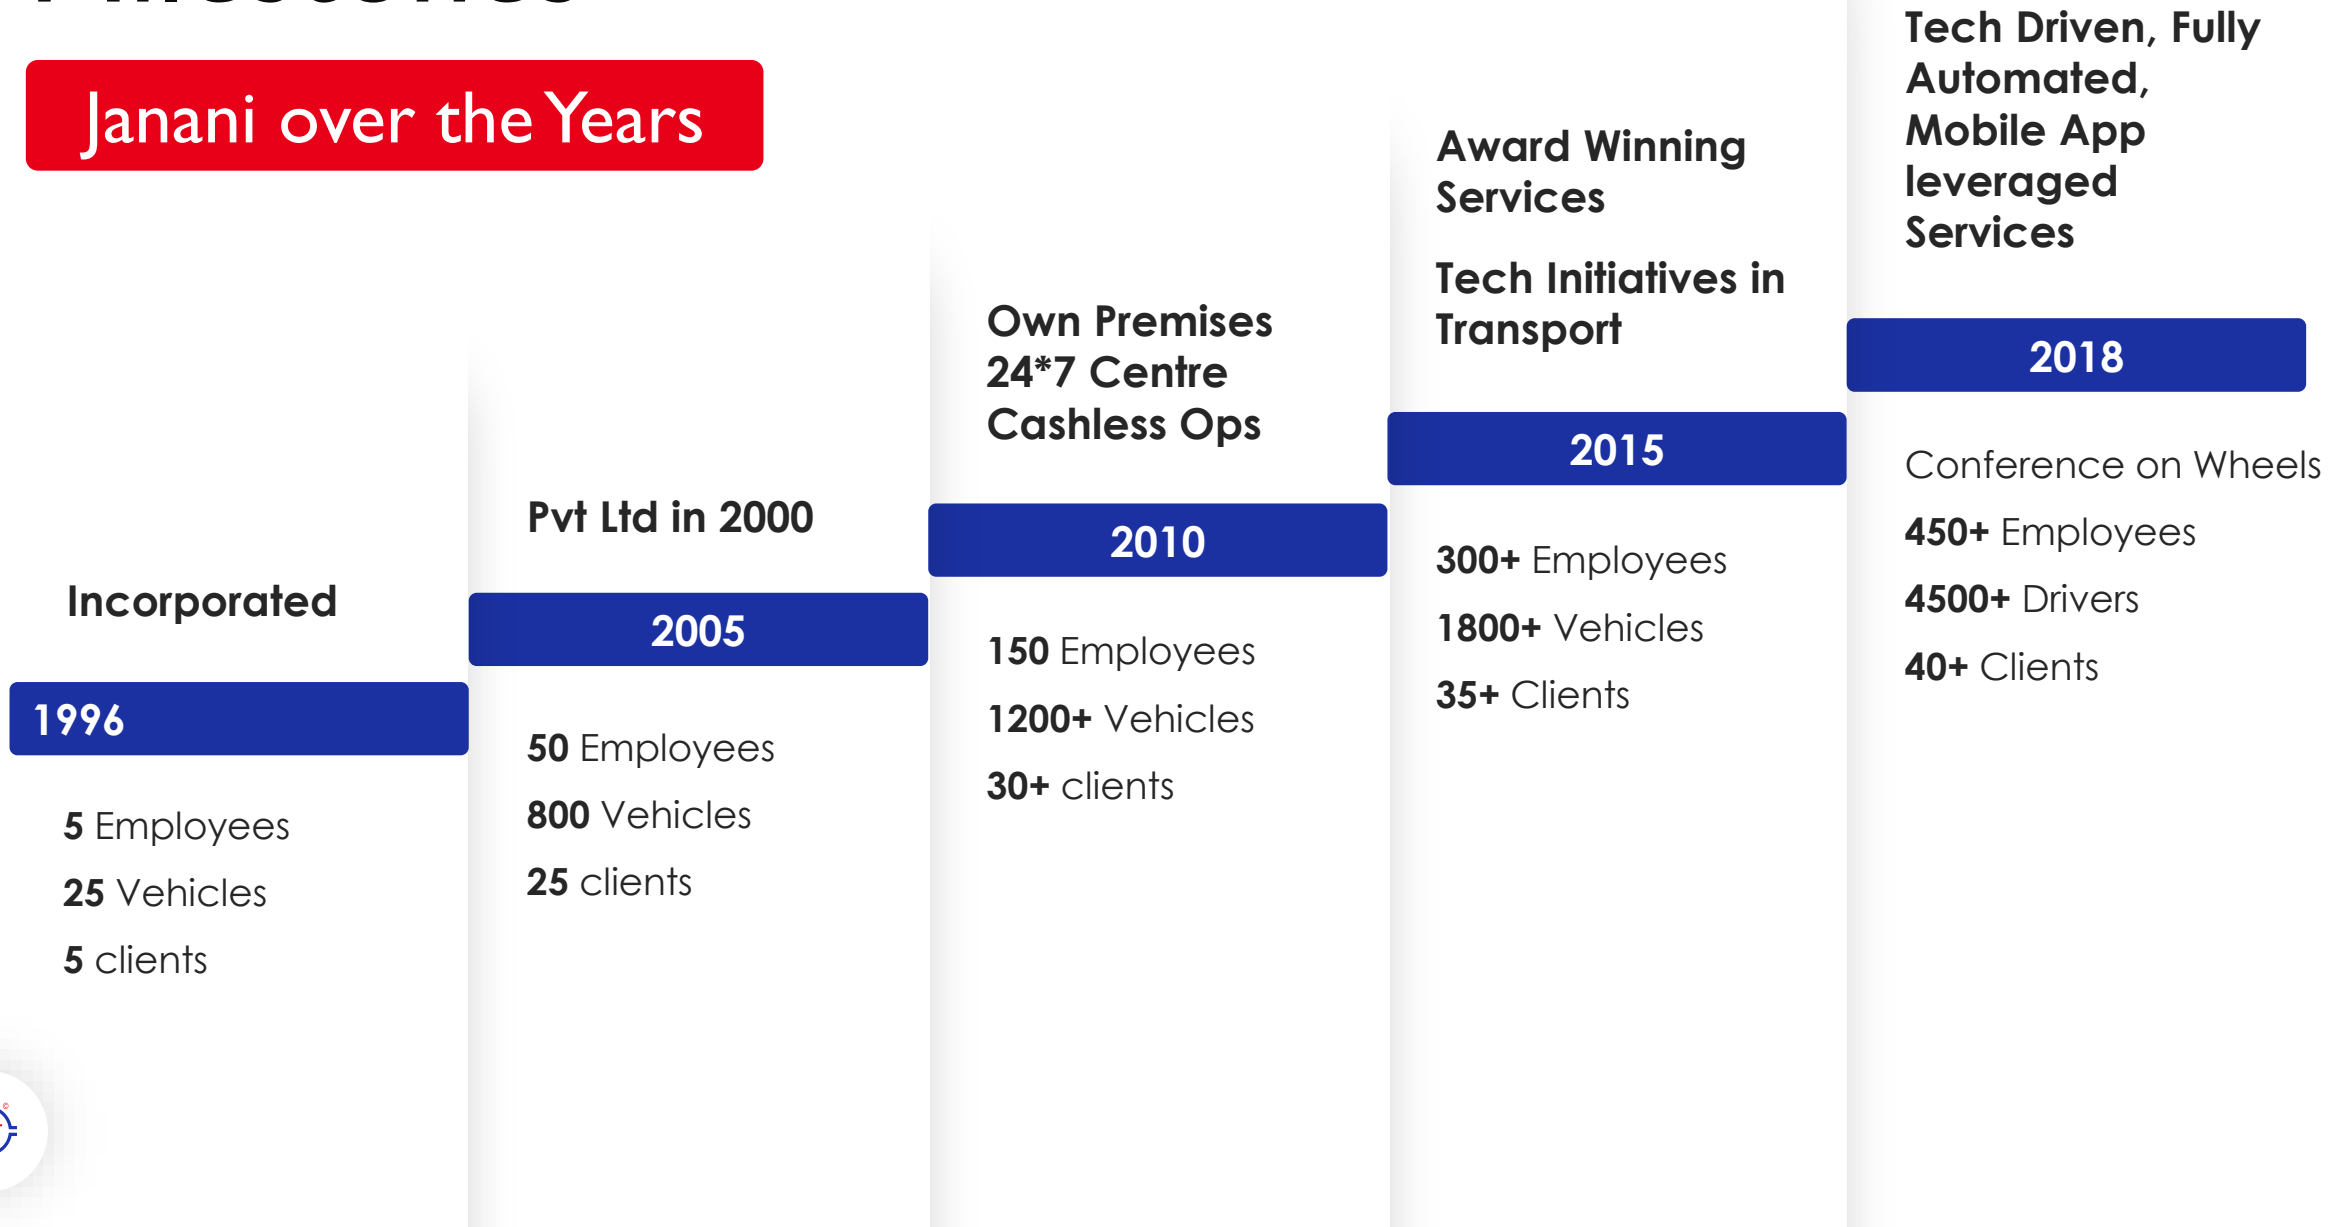 Milestones
Janani over the Years
Incorporated
1996
5 Employees
25 Vehicles
5 clients
Pvt Ltd in 2000
2005
50 Employees
800 Vehicles
25 clients
Own Premises
24*7 Centre
Cashless Ops
2010
150 Employees
1200+ Vehicles
30+ clients
Award Winning
Services
Tech Initiatives in
Transport
2015
300+ Employees
1800+ Vehicles
35+ Clients
Tech Driven, Fully
Automated,
Mobile App
leveraged
Services
2018
Conference on Wheels
450+ Employees
4500+ Drivers
40+ Clients